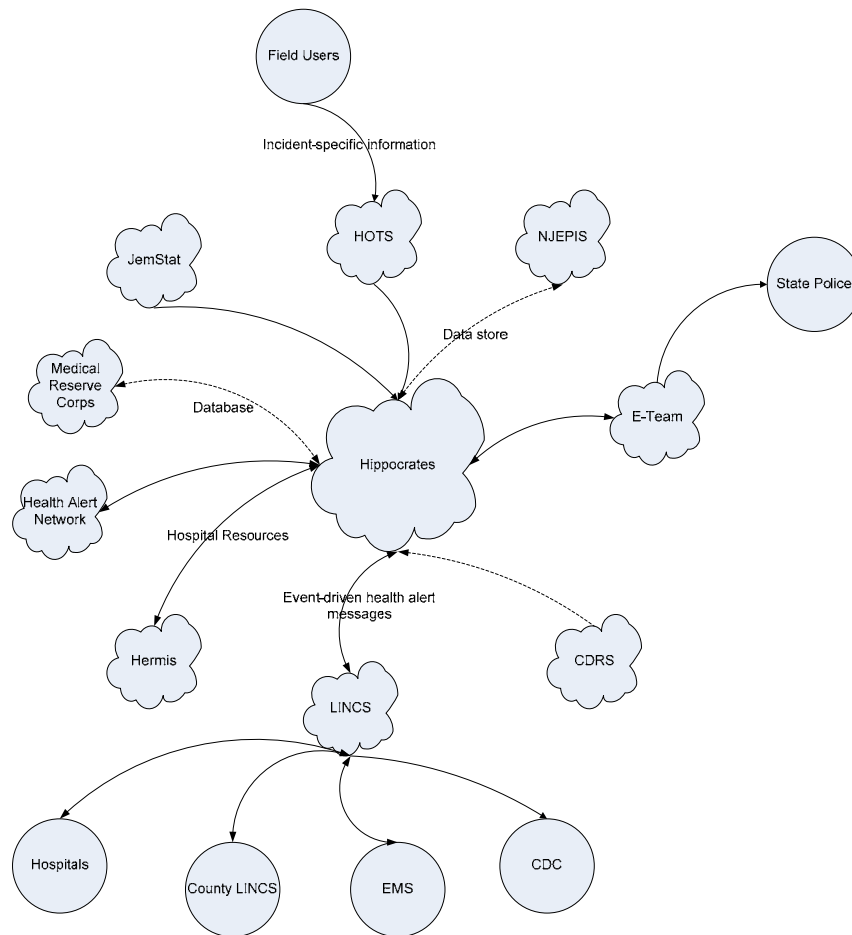 Field Users
Incident-specific information
HOTS
NJEPIS
JemStat
State Police
Data store
Medical
Reserve
Corps
Database
E-Team
Hippocrates
Health Alert
Network
Hospital Resources
Event-driven health alert
messages
Hermis
CDRS
LINCS
Hospitals
County LINCS
EMS
CDC